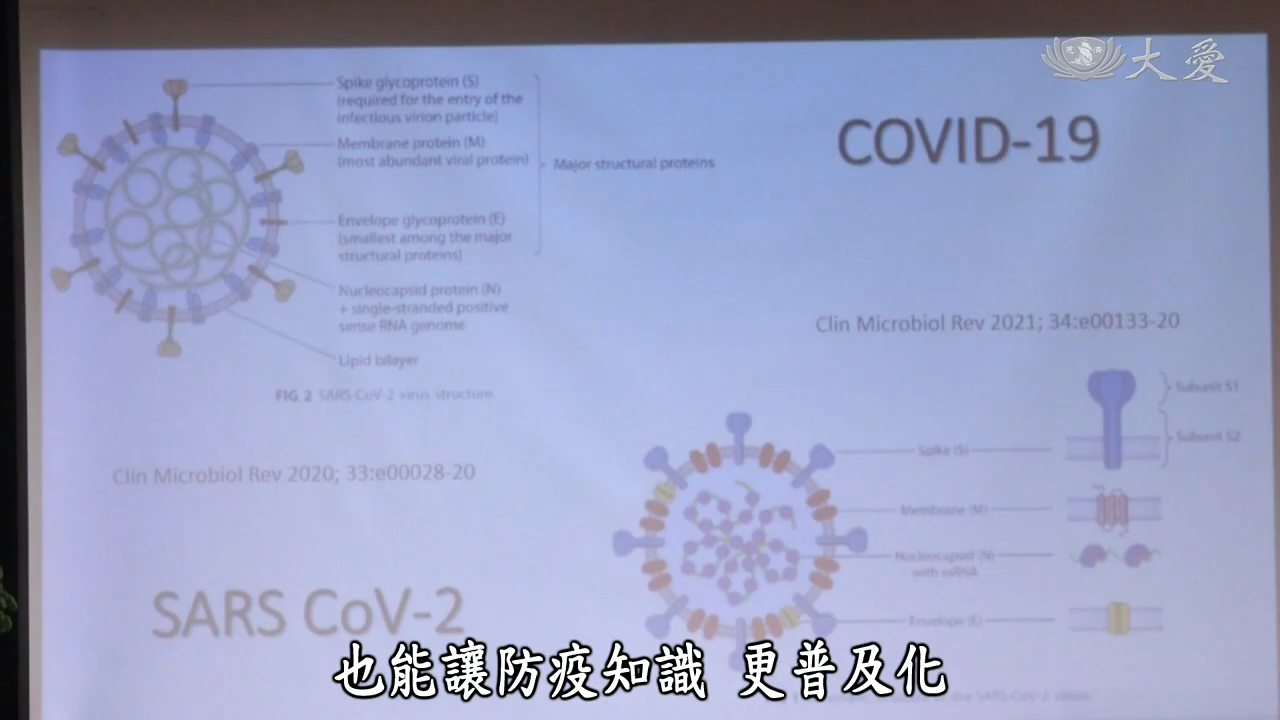 大愛
Spike glycoprotein (S)
(required for the entry of the
infectious virion particle)
Membrane protein (M)
(most abundant viral protein)
Major structural proteins
Envelope glycoprotein (E)
(smallest among the major
structural proteins)
Nucleocapsid protein (N)
+ single-stranded positive
sense RNA genome
Lipid bilayer
FIG 2 SARS-CoV-2 virus structure.
Clin Microbiol Rev 2020; 33:e00028-20
SARS CoV-2
COVID-19
Clin Microbiol Rev 2021; 34:e00133-20
Subunit S1
Subunit S2
Spike (S)
Membrane (M)
Nucleocapsid (N)
with ssRNA
Envelope (E)
也能讓防疫知識 更普及化